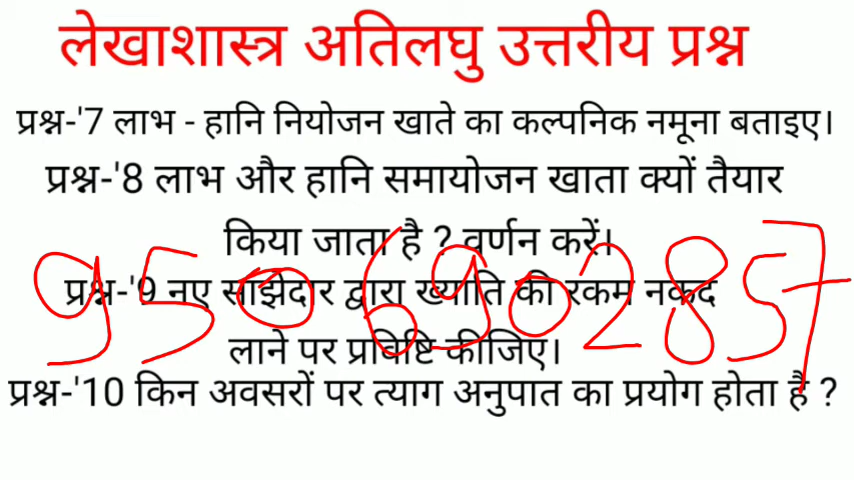 लेखाशास्त्र अतिलघु उत्तरीय प्रश्न
प्रश्न-'7 लाभ - हानि नियोजन खाते का कल्पनिक नमूना बताइए।
प्रश्न-'8 लाभ और हानि समायोजन खाता क्यों तैयार
किया जाता है ? वर्णन करें।
प्रश्न-'9 नए साझेदार द्वारा ख्याति की रकम नकद
9506902857
लाने पर प्रविष्टि कीजिए।
प्रश्न-'10 किन अवसरों पर त्याग अनुपात का प्रयोग होता है ?